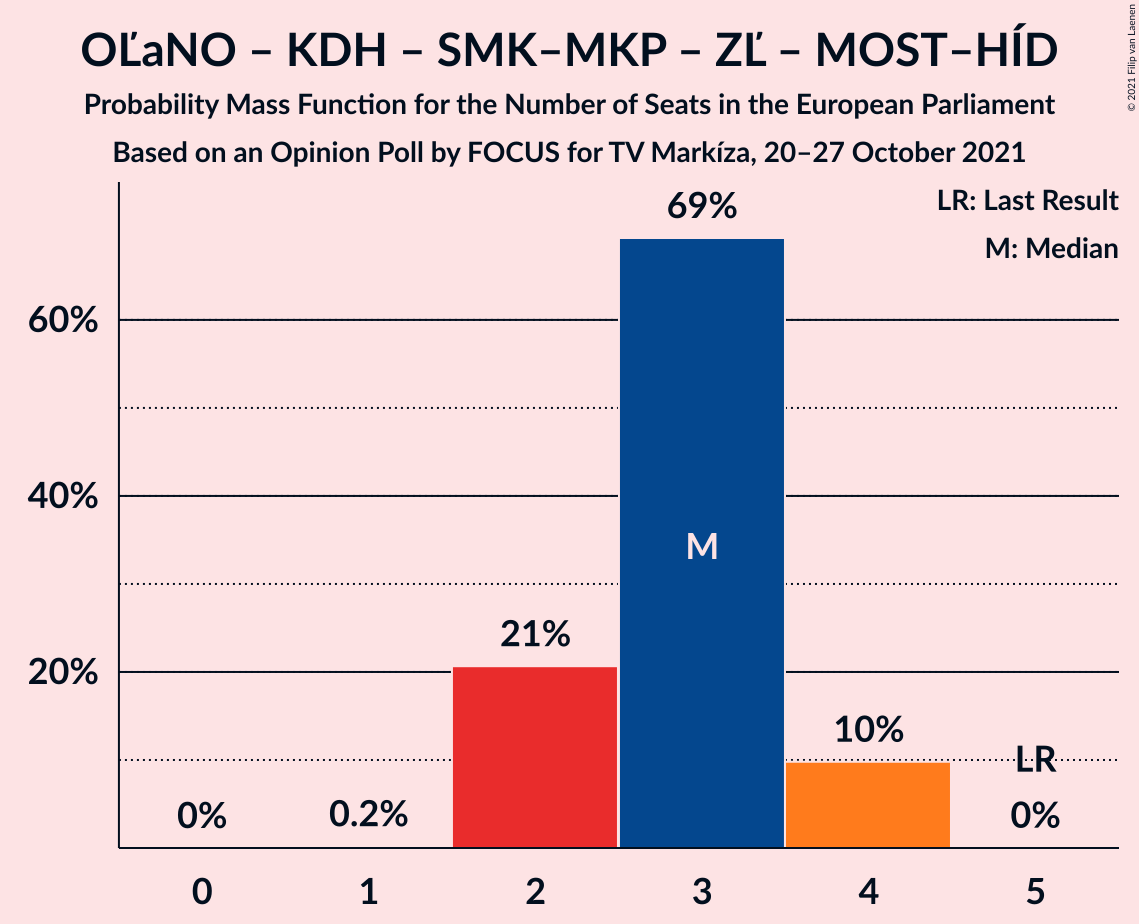 OĽaNO – KDH – SMK–MKP – ZĽ – MOST–HÍD
Probability Mass Function for the Number of Seats in the European Parliament
Based on an Opinion Poll by FOCUS for TV Markíza, 20–27 October 2021
© 2021 Filip van Laenen
LR: Last Result
M: Median
69%
60%
40%
M
21%
20%
10%
LR
0%
0.2%
0%
0
1
2
3
4
5